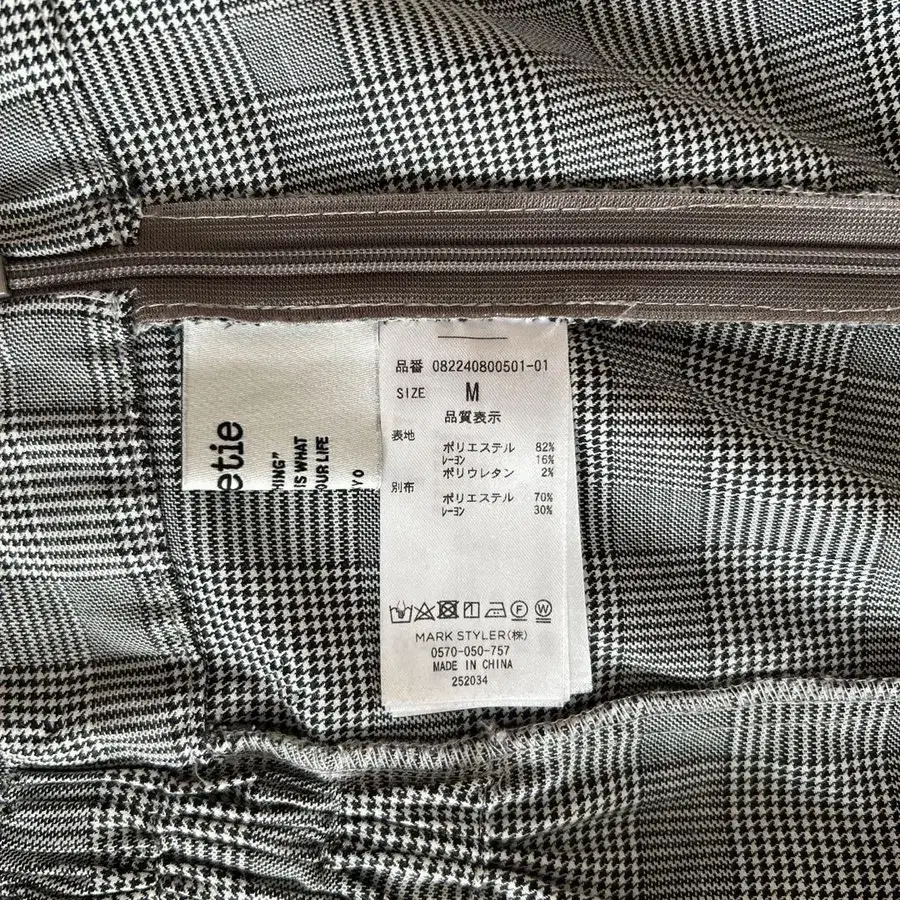 etie
HING"
IS WHAT
OUR LIFE
Y O
品番 082240800501-01
SIZE M
品質表示
表地
ポリエステル 82%
レーヨン 16%
ポリウレタン 2%
別布
ポリエステル 70%
レーヨン 30%
F W
MARK STYLER(株)
0570-050-757
MADE IN CHINA
252034